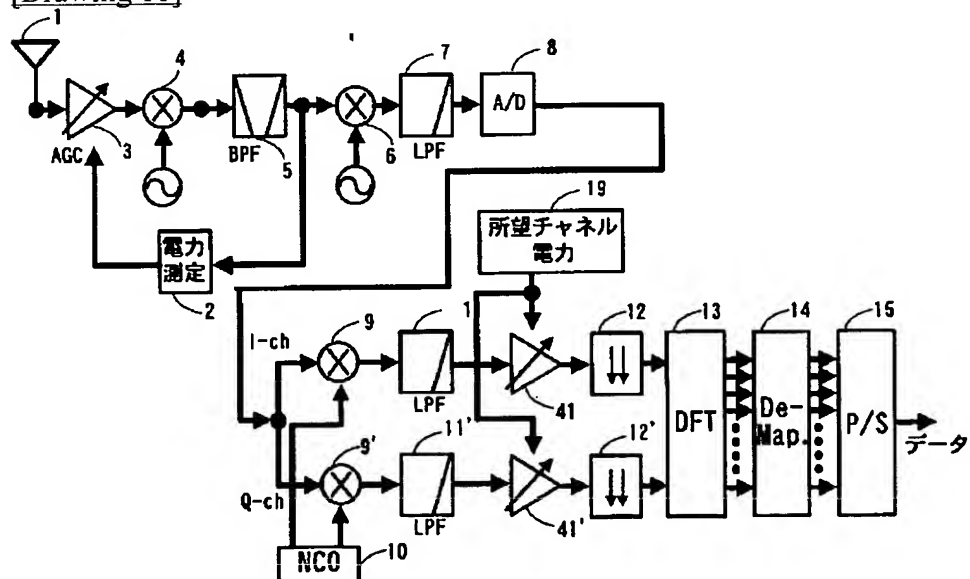 1
4
7
8
A/D
AGC
3
BPF
5
6
LPF
19
所望チャネル
電力
電力
測定
2
I-ch
9
1
LPF
41
12
13
14
15
DFT
De-
Map.
P/S
データ
Q-ch
9'
11'
LPF
41'
12'
NCO
10